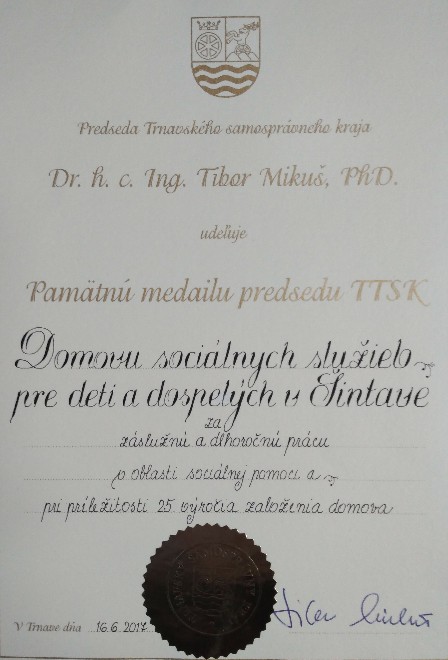 Predseda Trnavského samosprávneho kraja
Dr. h. c. Ing. Tibor Mikuš, PhD.
udeľuje
Pamätnú medailu predsedu TTSK
Domovu sociálnych služieb
pre deti a dospelých v Šintave
za
záslužnú a dlhoročnú prácu
v oblasti sociálnej pomoci a
pri príležitosti 25. výročia založenia domova
V Trnave dňa 16.6.2017